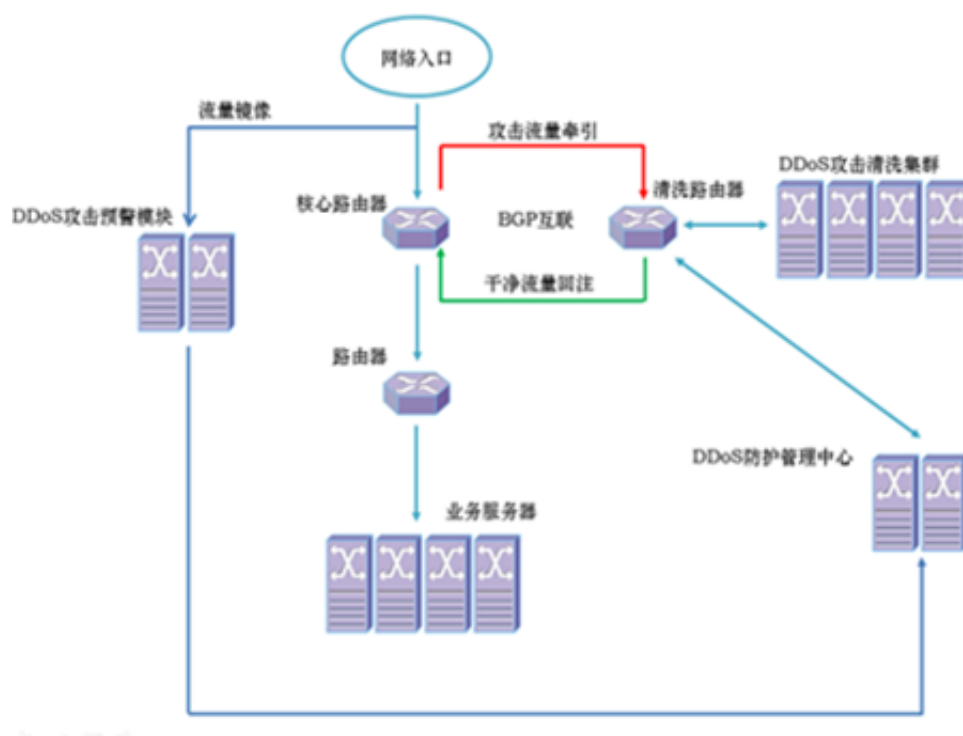 网络入口
流量镜像
攻击流量牵引
DDoS攻击清洗集群
清洗路由器
核心路由器
DDoS攻击预警模块
BGP互联
干净流量回注
路由器
DDoS防护管理中心
业务服务器